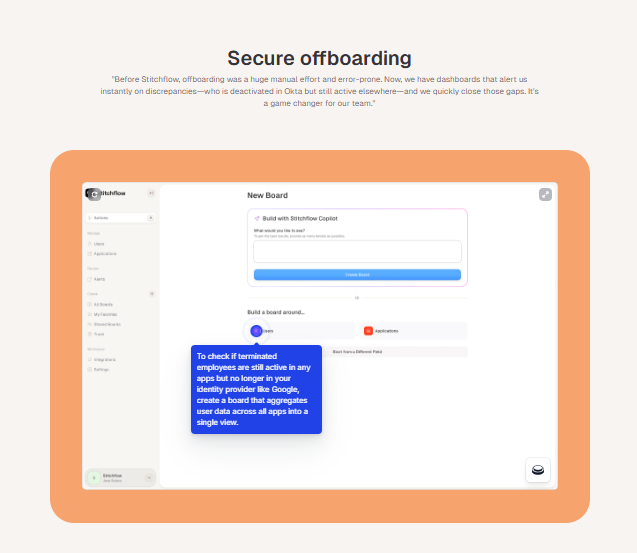 Secure offboarding
"Before Stitchflow, offboarding was a huge manual effort and error-prone. Now, we have dashboards that alert us
instantly on discrepancies—who is deactivated in Okta but still active elsewhere—and we quickly close those gaps. It's
a game changer for our team."
Stitchflow
New Board
Actions
Build with Stitchflow Copilot
What would you like to see?
Users
Applications
Create Board
Alerts
OR
Build a board around...
All Boards
My Favorites
Shared Boards
Trash
Users
Applications
Start from a Different Field
Integrations
Settings
To check if terminated
employees are still active in any
apps but no longer in your
identity provider like Google,
create a board that aggregates
user data across all apps into a
single view.
Stitchflow